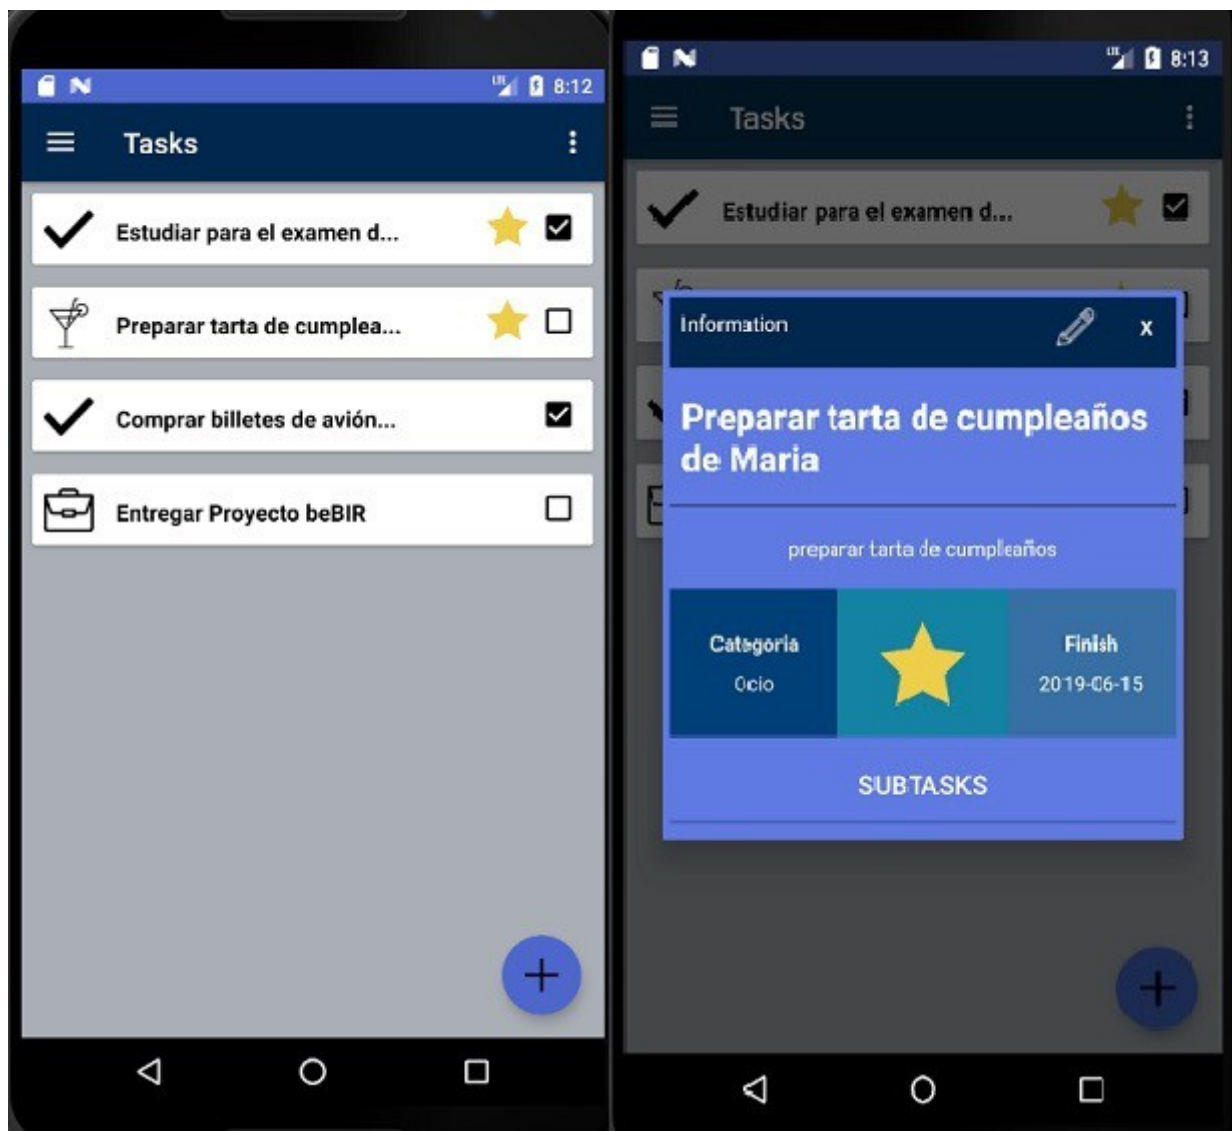 LTE 8:12
Tasks
Estudiar para el examen d...
Preparar tarta de cumplea...
Comprar billetes de avión...
Entregar Proyecto beBIR
LTE 8:13
Tasks
Estudiar para el examen d...
Information x
Preparar tarta de cumpleaños
de Maria
preparar tarta de cumpleaños
Categoria
Ocio
Finish
2019-06-15
SUBTASKS